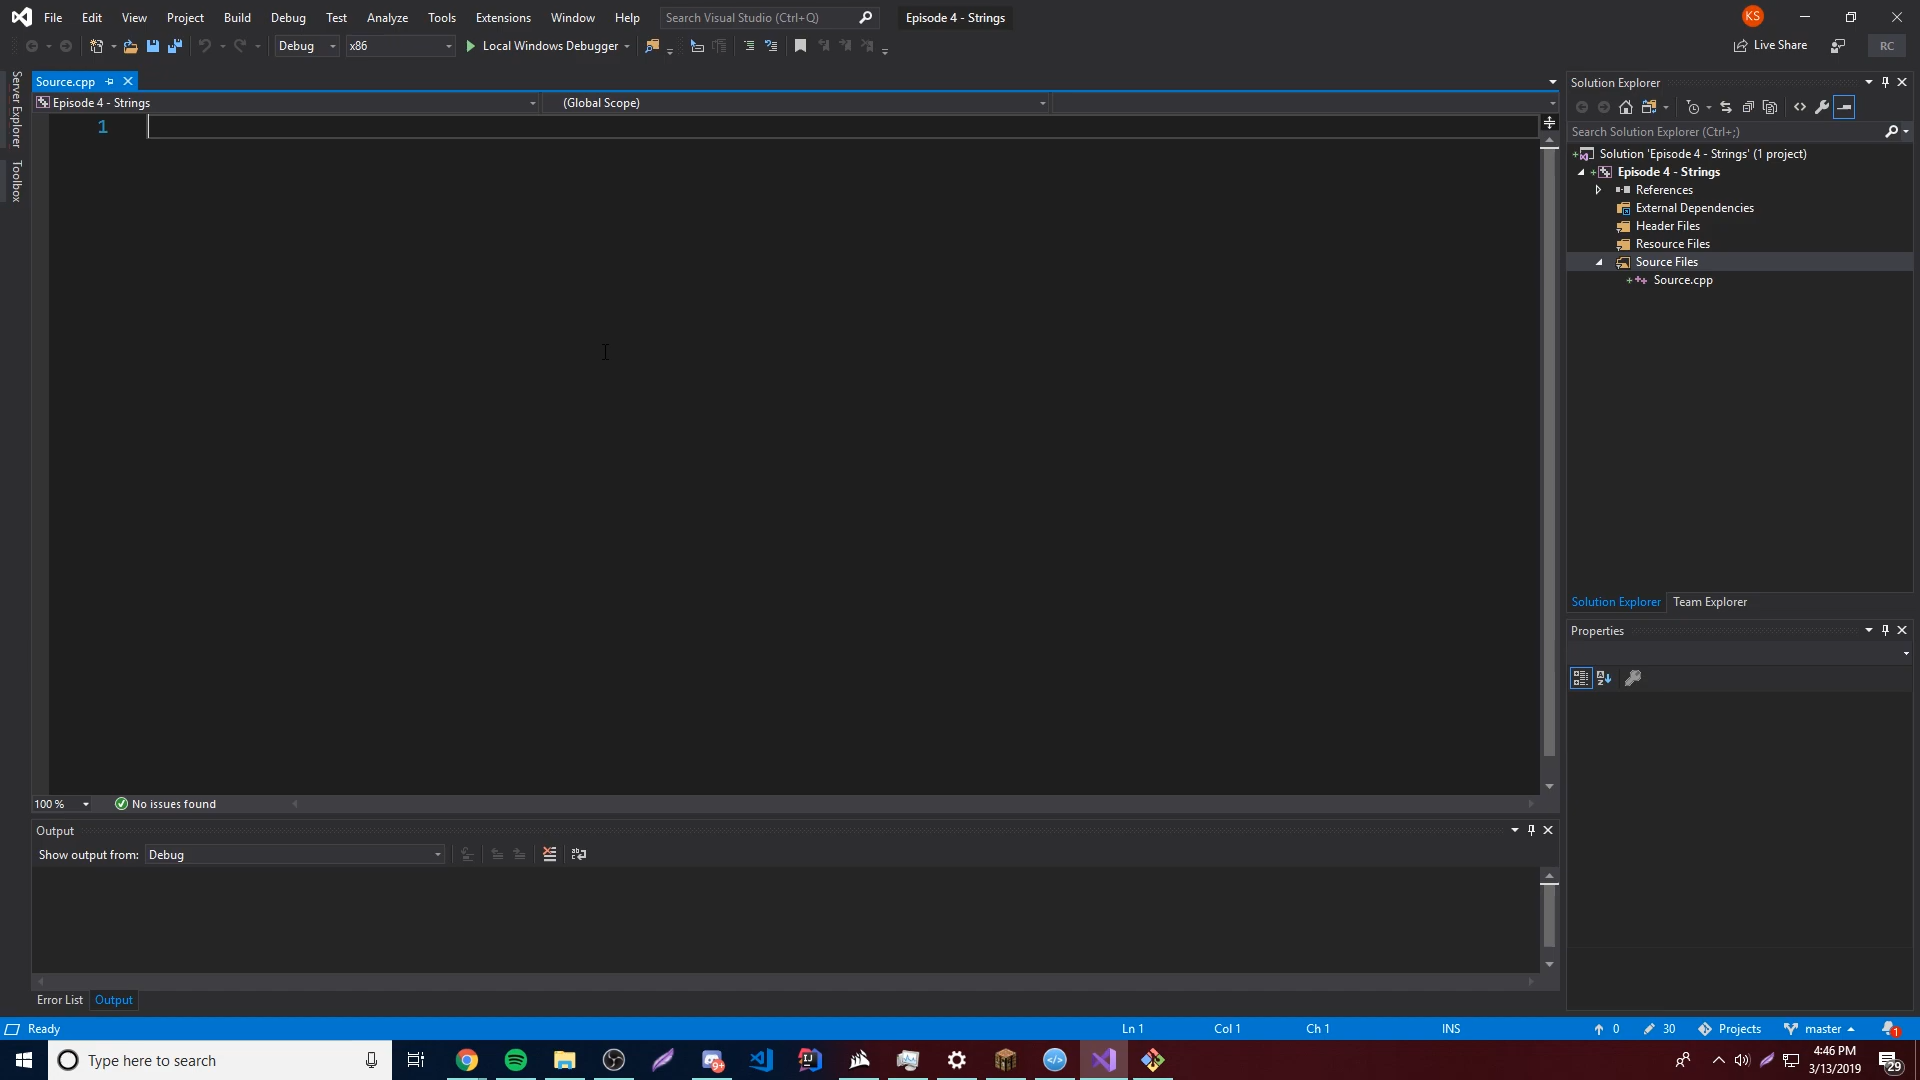 File Edit View Project Build Debug Test Analyze Tools Extensions Window Help Search Visual Studio (Ctrl+Q) Episode 4 - Strings KS
Debug x86 Local Windows Debugger Live Share RC
Server Explorer
Toolbox
Source.cpp
Episode 4 - Strings (Global Scope)
1
100 % No issues found
Output
Show output from: Debug
Error List Output
Solution Explorer
Search Solution Explorer (Ctrl+;)
Solution 'Episode 4 - Strings' (1 project)
Episode 4 - Strings
References
External Dependencies
Header Files
Resource Files
Source Files
Source.cpp
Solution Explorer Team Explorer
Properties
Ready Ln 1 Col 1 Ch 1 INS 0 30 Projects master 1
Type here to search 9+ 4:46 PM
3/13/2019 29